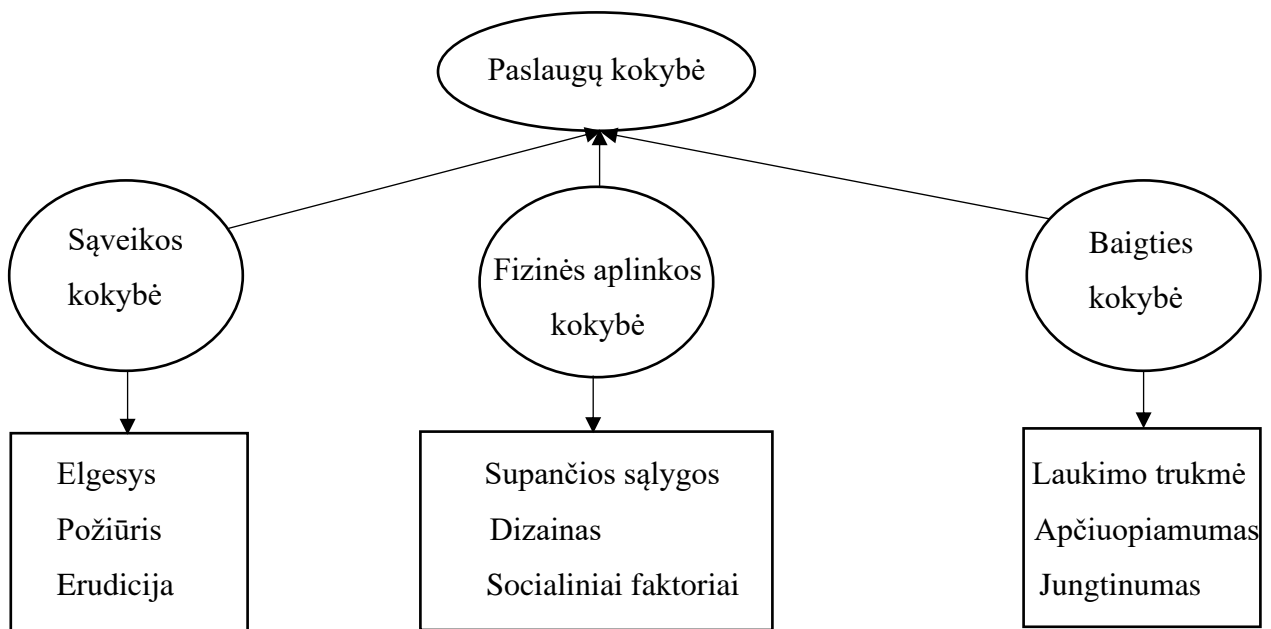 Paslaugų kokybė
Sąveikos
kokybė
Fizinės aplinkos
kokybė
Baigties
kokybė
Elgesys
Požiūris
Erudicija
Supančios sąlygos
Dizainas
Socialiniai faktoriai
Laukimo trukmė
Apčiuopiamumas
Jungtinumas